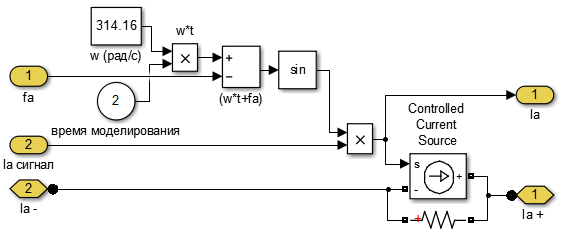 314.16
w (рад/с)
w*t
×
+
−
(w*t+fa)
sin
1
fa
2
время моделирования
2
Ia сигнал
×
1
Ia
Controlled
Current
Source
s
+
-
2
Ia -
+
1
Ia +